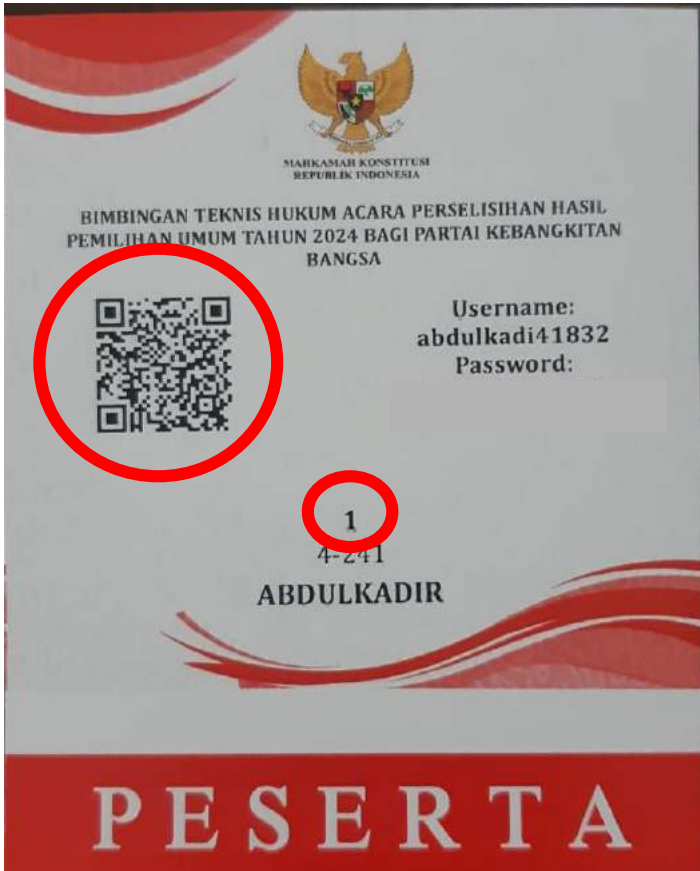 MAHKAMAH KONSTITUSI
REPUBLIK INDONESIA
BIMBINGAN TEKNIS HUKUM ACARA PERSELISIHAN HASIL
PEMILIHAN UMUM TAHUN 2024 BAGI PARTAI KEBANGKITAN
BANGSA
Username:
abdulkadi41832
Password:
1
4-241
ABDULKADIR
PESERTA